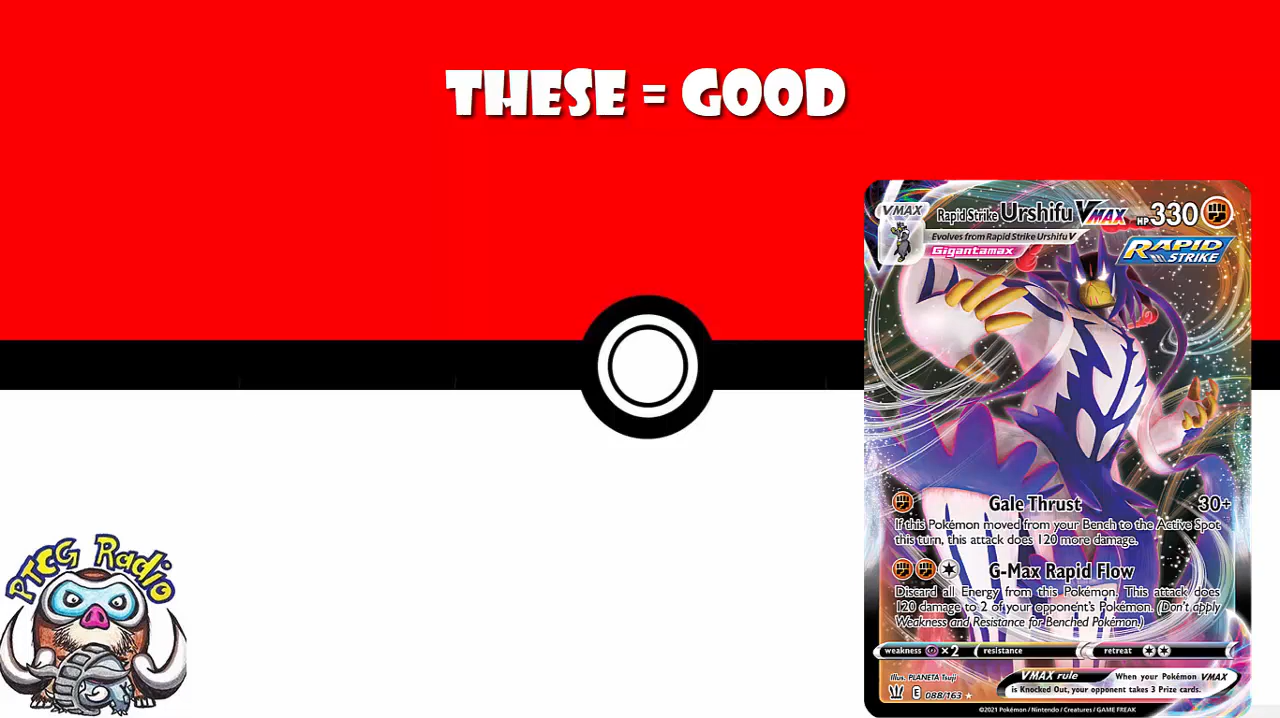 THESE = GOOD
VMAX
Rapid Strike Urshifu VMAX HP 330
Evolves from Rapid Strike Urshifu V
Gigantamax
RAPID STRIKE
Gale Thrust 30+
If this Pokémon moved from your Bench to the Active Spot
this turn, this attack does 120 more damage.
G-Max Rapid Flow
Discard all Energy from this Pokémon. This attack does
120 damage to 2 of your opponent's Pokémon. (Don't apply
Weakness and Resistance for Benched Pokémon.)
weakness ×2 resistance retreat
Illus. PLANETA Tsuji
VMAX rule When your Pokémon VMAX
is Knocked Out, your opponent takes 3 Prize cards.
E 088/163
©2021 Pokémon / Nintendo / Creatures / GAME FREAK
PTCG Radio